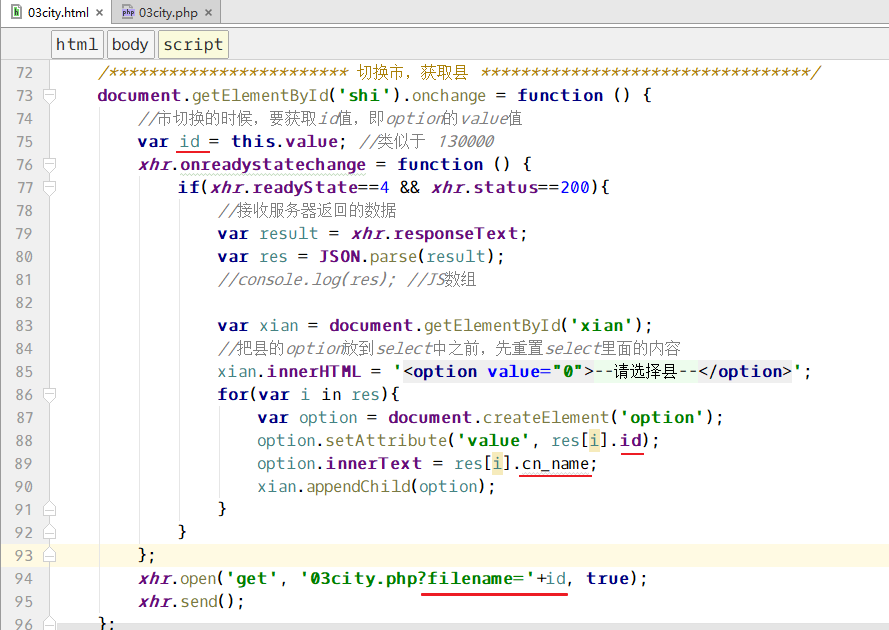 03city.html × 03city.php ×
html body script
72 /************************ 切换市，获取县 *********************************/
73 document.getElementById('shi').onchange = function () {
74 //市切换的时候，要获取id值，即option的value值
75 var id = this.value; //类似于 130000
76 xhr.onreadystatechange = function () {
77 if(xhr.readyState==4 && xhr.status==200){
78 //接收服务器返回的数据
79 var result = xhr.responseText;
80 var res = JSON.parse(result);
81 //console.log(res); //JS数组
82
83 var xian = document.getElementById('xian');
84 //把县的option放到select中之前，先重置select里面的内容
85 xian.innerHTML = '<option value="0">--请选择县--</option>';
86 for(var i in res){
87 var option = document.createElement('option');
88 option.setAttribute('value', res[i].id);
89 option.innerText = res[i].cn_name;
90 xian.appendChild(option);
91 }
92 }
93 };
94 xhr.open('get', '03city.php?filename='+id, true);
95 xhr.send();
96 };